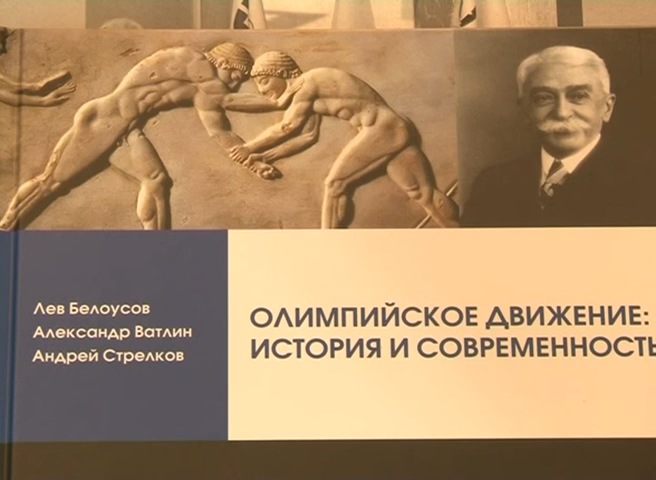 Лев Белоусов
Александр Ватлин
Андрей Стрелков
ОЛИМПИЙСКОЕ ДВИЖЕНИЕ:
ИСТОРИЯ И СОВРЕМЕННОСТЬ